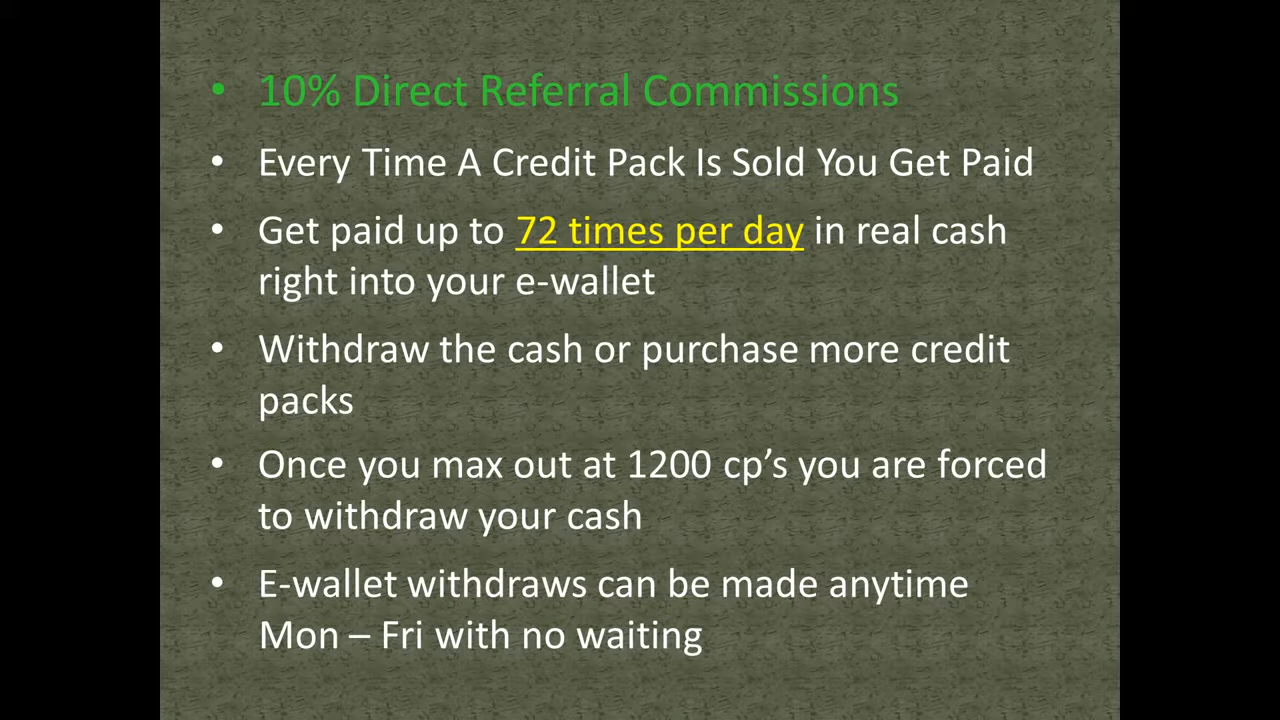 • 10% Direct Referral Commissions
• Every Time A Credit Pack Is Sold You Get Paid
• Get paid up to 72 times per day in real cash
right into your e-wallet
• Withdraw the cash or purchase more credit
packs
• Once you max out at 1200 cp’s you are forced
to withdraw your cash
• E-wallet withdraws can be made anytime
Mon – Fri with no waiting